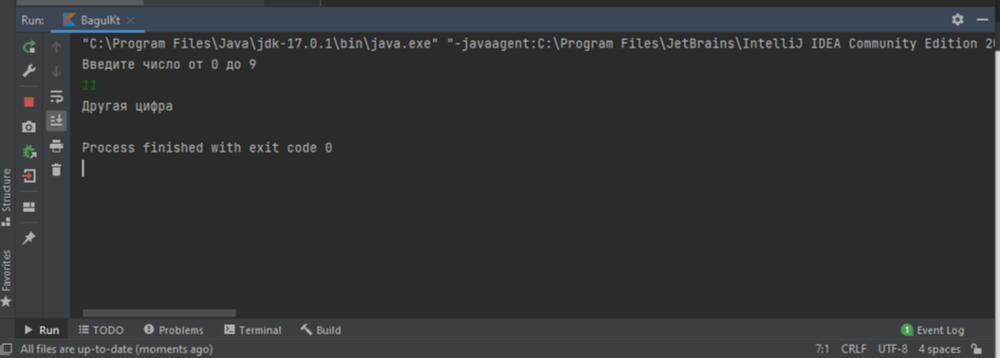 Run: BagulKt
"C:\Program Files\Java\jdk-17.0.1\bin\java.exe" "-javaagent:C:\Program Files\JetBrains\IntelliJ IDEA Community Edition 20
Введите число от 0 до 9
11
Другая цифра
Process finished with exit code 0
Structure
Favorites
Run TODO Problems Terminal Build 1 Event Log
All files are up-to-date (moments ago) 7:1 CRLF UTF-8 4 spaces